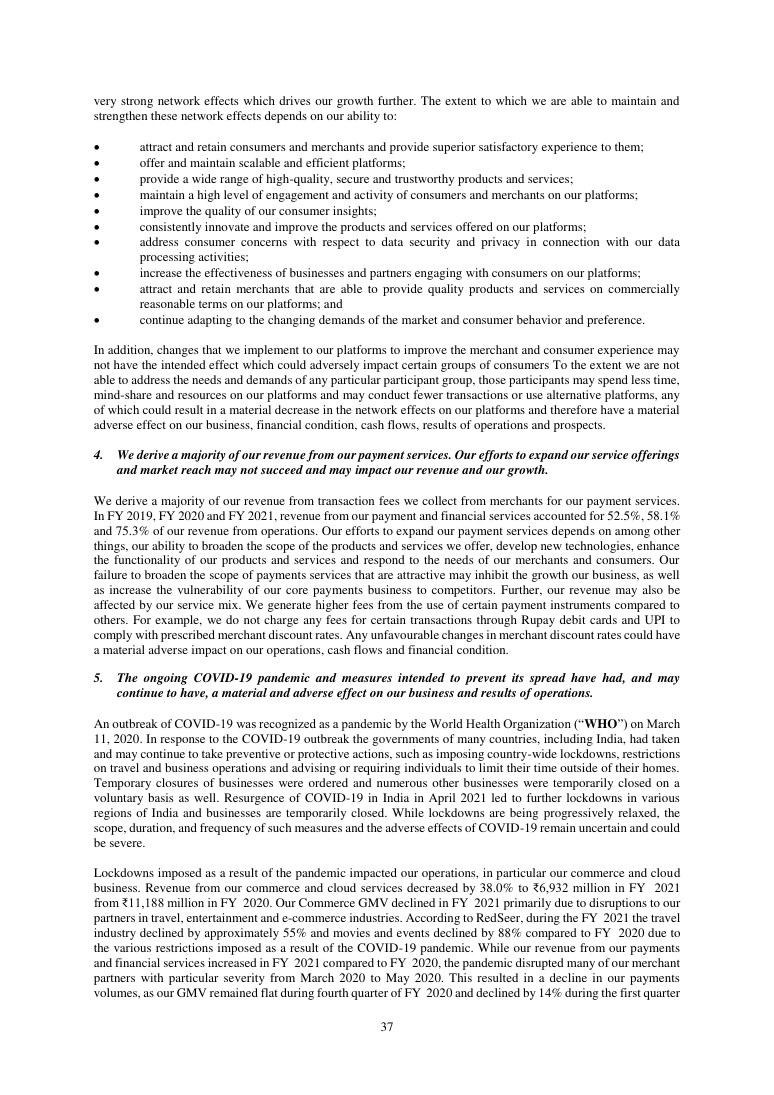 very strong network effects which drives our growth further. The extent to which we are able to maintain and
strengthen these network effects depends on our ability to:
• attract and retain consumers and merchants and provide superior satisfactory experience to them;
• offer and maintain scalable and efficient platforms;
• provide a wide range of high-quality, secure and trustworthy products and services;
• maintain a high level of engagement and activity of consumers and merchants on our platforms;
• improve the quality of our consumer insights;
• consistently innovate and improve the products and services offered on our platforms;
• address consumer concerns with respect to data security and privacy in connection with our data
processing activities;
• increase the effectiveness of businesses and partners engaging with consumers on our platforms;
• attract and retain merchants that are able to provide quality products and services on commercially
reasonable terms on our platforms; and
• continue adapting to the changing demands of the market and consumer behavior and preference.
In addition, changes that we implement to our platforms to improve the merchant and consumer experience may
not have the intended effect which could adversely impact certain groups of consumers To the extent we are not
able to address the needs and demands of any particular participant group, those participants may spend less time,
mind-share and resources on our platforms and may conduct fewer transactions or use alternative platforms, any
of which could result in a material decrease in the network effects on our platforms and therefore have a material
adverse effect on our business, financial condition, cash flows, results of operations and prospects.
4. We derive a majority of our revenue from our payment services. Our efforts to expand our service offerings
and market reach may not succeed and may impact our revenue and our growth.
We derive a majority of our revenue from transaction fees we collect from merchants for our payment services.
In FY 2019, FY 2020 and FY 2021, revenue from our payment and financial services accounted for 52.5%, 58.1%
and 75.3% of our revenue from operations. Our efforts to expand our payment services depends on among other
things, our ability to broaden the scope of the products and services we offer, develop new technologies, enhance
the functionality of our products and services and respond to the needs of our merchants and consumers. Our
failure to broaden the scope of payments services that are attractive may inhibit the growth our business, as well
as increase the vulnerability of our core payments business to competitors. Further, our revenue may also be
affected by our service mix. We generate higher fees from the use of certain payment instruments compared to
others. For example, we do not charge any fees for certain transactions through Rupay debit cards and UPI to
comply with prescribed merchant discount rates. Any unfavourable changes in merchant discount rates could have
a material adverse impact on our operations, cash flows and financial condition.
5. The ongoing COVID-19 pandemic and measures intended to prevent its spread have had, and may
continue to have, a material and adverse effect on our business and results of operations.
An outbreak of COVID-19 was recognized as a pandemic by the World Health Organization (“WHO”) on March
11, 2020. In response to the COVID-19 outbreak the governments of many countries, including India, had taken
and may continue to take preventive or protective actions, such as imposing country-wide lockdowns, restrictions
on travel and business operations and advising or requiring individuals to limit their time outside of their homes.
Temporary closures of businesses were ordered and numerous other businesses were temporarily closed on a
voluntary basis as well. Resurgence of COVID-19 in India in April 2021 led to further lockdowns in various
regions of India and businesses are temporarily closed. While lockdowns are being progressively relaxed, the
scope, duration, and frequency of such measures and the adverse effects of COVID-19 remain uncertain and could
be severe.
Lockdowns imposed as a result of the pandemic impacted our operations, in particular our commerce and cloud
business. Revenue from our commerce and cloud services decreased by 38.0% to ₹6,932 million in FY 2021
from ₹11,188 million in FY 2020. Our Commerce GMV declined in FY 2021 primarily due to disruptions to our
partners in travel, entertainment and e-commerce industries. According to RedSeer, during the FY 2021 the travel
industry declined by approximately 55% and movies and events declined by 88% compared to FY 2020 due to
the various restrictions imposed as a result of the COVID-19 pandemic. While our revenue from our payments
and financial services increased in FY 2021 compared to FY 2020, the pandemic disrupted many of our merchant
partners with particular severity from March 2020 to May 2020. This resulted in a decline in our payments
volumes, as our GMV remained flat during fourth quarter of FY 2020 and declined by 14% during the first quarter
37